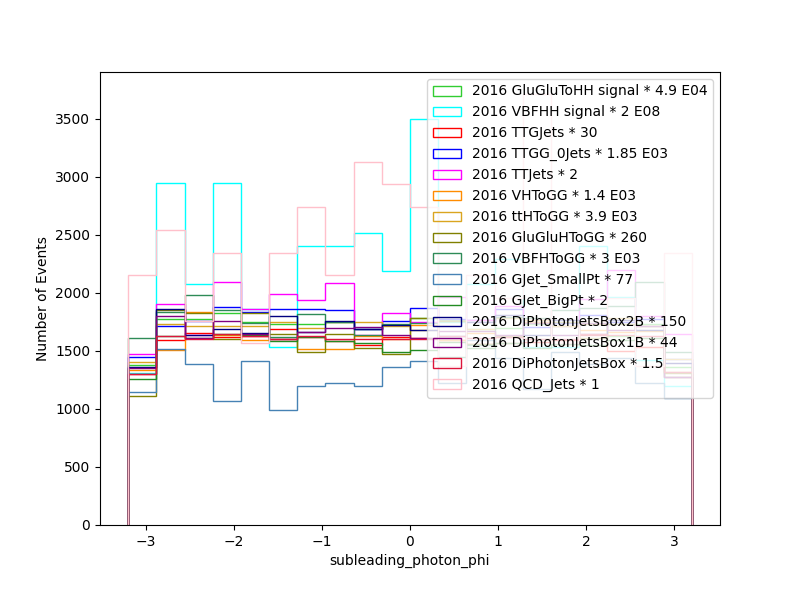 2016 GluGluToHH signal * 4.9 E04
2016 VBFHH signal * 2 E08
2016 TTGJets * 30
2016 TTGG_0Jets * 1.85 E03
2016 TTJets * 2
2016 VHToGG * 1.4 E03
2016 ttHToGG * 3.9 E03
2016 GluGluHToGG * 260
2016 VBFHToGG * 3 E03
2016 GJet_SmallPt * 77
2016 GJet_BigPt * 2
2016 DiPhotonJetsBox2B * 150
2016 DiPhotonJetsBox1B * 44
2016 DiPhotonJetsBox * 1.5
2016 QCD_Jets * 1
Number of Events
3500
3000
2500
2000
1500
1000
500
0
−3 −2 −1 0 1 2 3
subleading_photon_phi